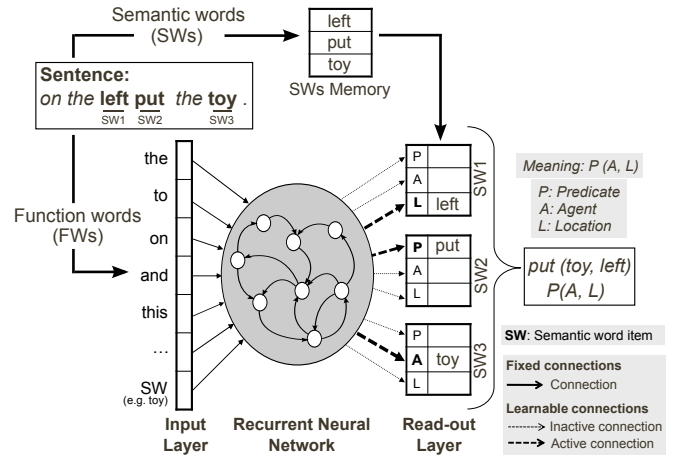 Semantic words
(SWs)
left
put
toy
SWs Memory
Sentence:
on the left put the toy .
SW1 SW2 SW3
Function words
(FWs)
the
to
on
and
this
...
SW
(e.g. toy)
Input
Layer
Recurrent Neural
Network
P
A
L left
SW1
P put
A
L
SW2
P
A toy
L
SW3
Read-out
Layer
Meaning: P (A, L)
P: Predicate
A: Agent
L: Location
put (toy, left)
P(A, L)
SW: Semantic word item
Fixed connections
Connection
Learnable connections
Inactive connection
Active connection